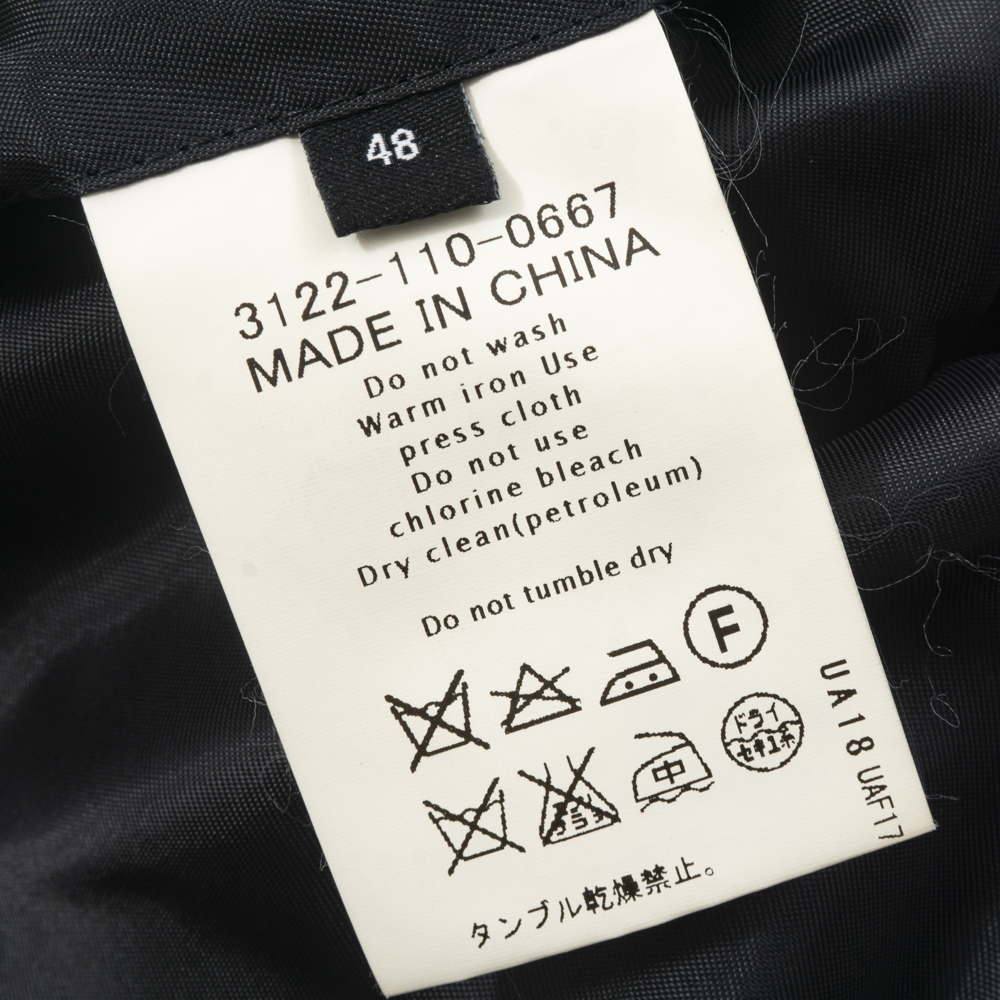 48
3122-110-0667
MADE IN CHINA
Do not wash
Warm iron Use
press cloth
Do not use
chlorine bleach
Dry clean(petroleum)
Do not tumble dry
F
ドライ
セキユ系
中
タンブル乾燥禁止。
UA18 UAF17